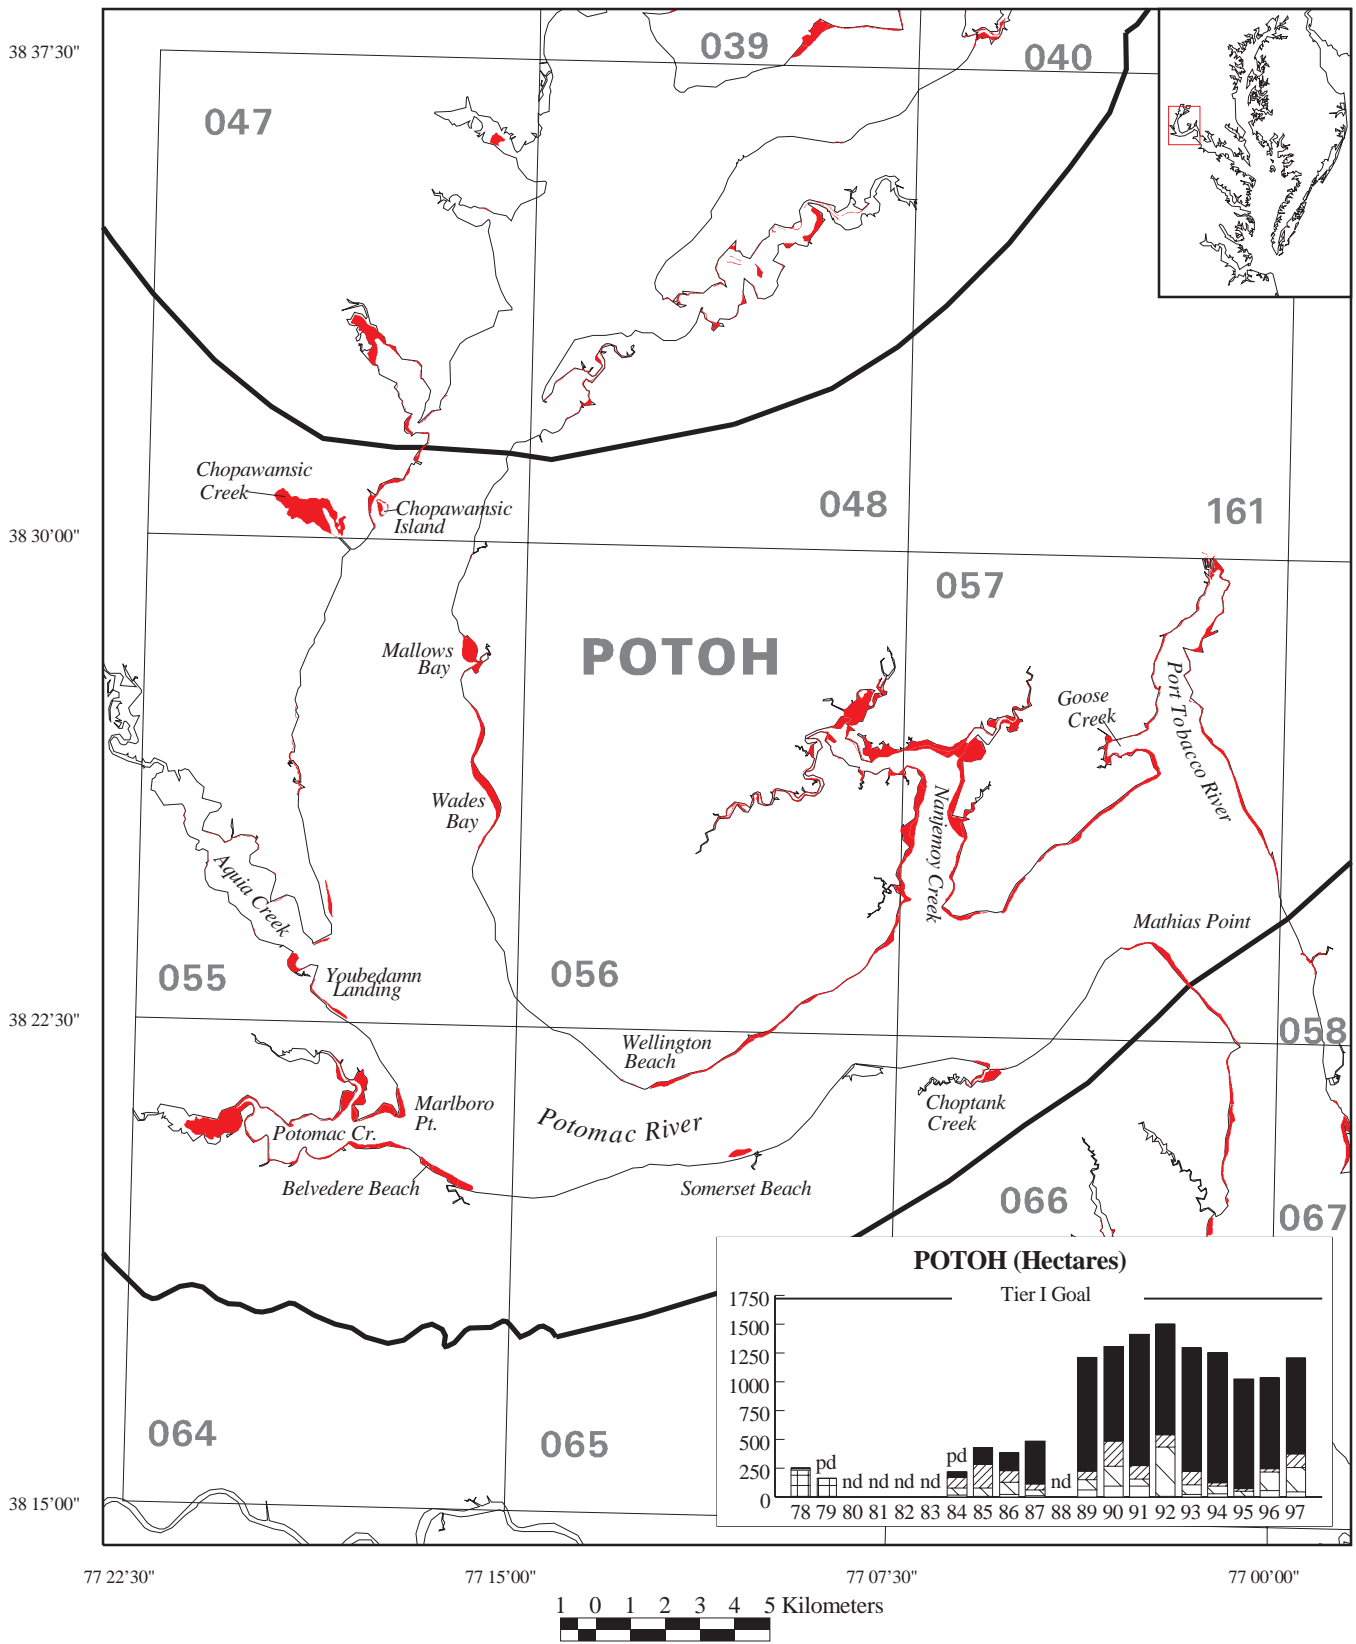 38 37'30"
039
040
047
Chopawamsic
Creek
Chopawamsic
Island
048
161
38 30'00"
057
Mallows
Bay
POTOH
Goose
Creek
Port Tobacco River
Wades
Bay
Nanjemoy Creek
Aquia Creek
Mathias Point
055
Youbedamn
Landing
056
38 22'30"
058
Wellington
Beach
Marlboro
Pt.
Choptank
Creek
Potomac River
Potomac Cr.
Belvedere Beach
Somerset Beach
066
067
POTOH (Hectares)
Tier I Goal
1750
1500
1250
1000
750
500
250
0
pd
nd nd nd nd
pd
nd
78 79 80 81 82 83 84 85 86 87 88 89 90 91 92 93 94 95 96 97
064
065
38 15'00"
77 22'30" 77 15'00" 77 07'30" 77 00'00"
1 0 1 2 3 4 5 Kilometers